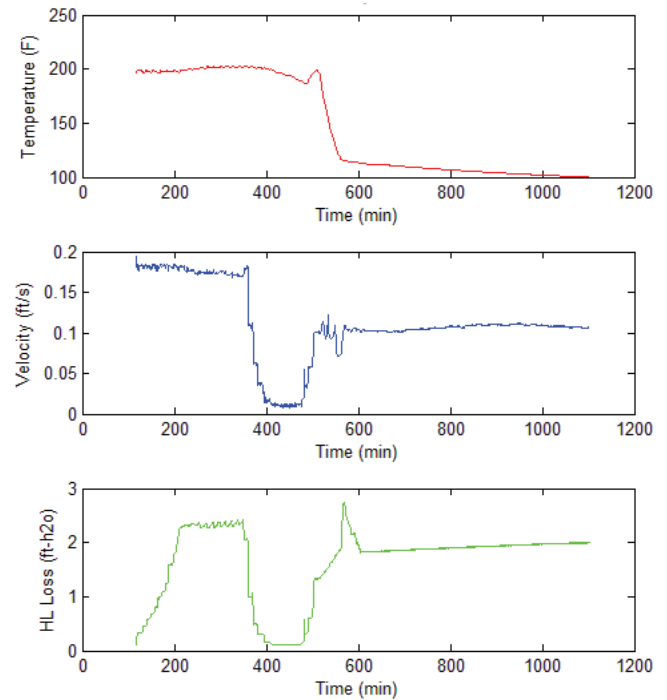 250
200
150
100
Temperature (F)
0 200 400 600 800 1000 1200
Time (min)
0.2
0.15
0.1
0.05
0
Velocity (ft/s)
0 200 400 600 800 1000 1200
Time (min)
3
2
1
0
HL Loss (ft-h2o)
0 200 400 600 800 1000 1200
Time (min)